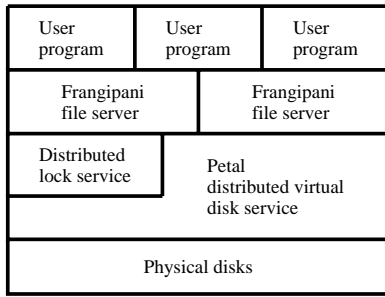 User
program
User
program
User
program
Frangipani
file server
Frangipani
file server
Distributed
lock service
Petal
distributed virtual
disk service
Physical disks